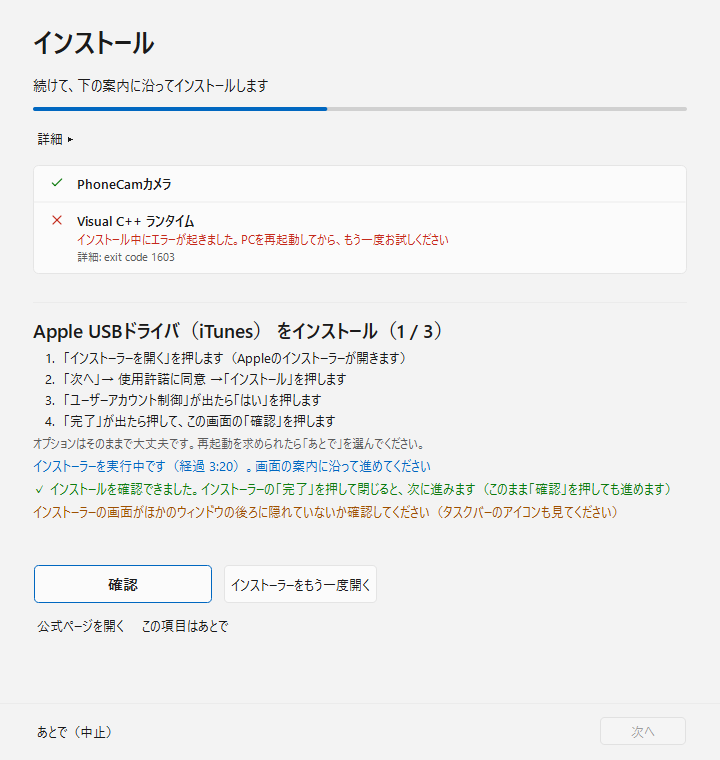 インストール
続けて、下の案内に沿ってインストールします
詳細 ▸
✓ PhoneCamカメラ
✕ Visual C++ ランタイム
インストール中にエラーが起きました。PCを再起動してから、もう一度お試しください
詳細: exit code 1603
Apple USBドライバ（iTunes） をインストール（1 / 3）
1. 「インストーラーを開く」を押します（Appleのインストーラーが開きます）
2. 「次へ」→ 使用許諾に同意 →「インストール」を押します
3. 「ユーザーアカウント制御」が出たら「はい」を押します
4. 「完了」が出たら押して、この画面の「確認」を押します
オプションはそのままで大丈夫です。再起動を求められたら「あとで」を選んでください。
インストーラーを実行中です（経過 3:20）。画面の案内に沿って進めてください
✓ インストールを確認できました。インストーラーの「完了」を押して閉じると、次に進みます（このまま「確認」を押しても進めます）
インストーラーの画面がほかのウィンドウの後ろに隠れていないか確認してください（タスクバーのアイコンも見てください）
確認 インストーラーをもう一度開く
公式ページを開く この項目はあとで
あとで（中止） 次へ